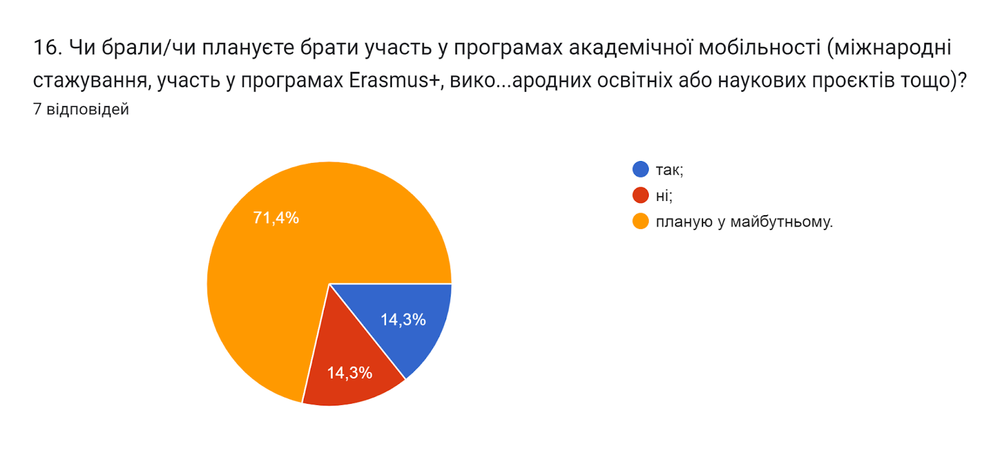 16. Чи брали/чи плануєте брати участь у програмах академічної мобільності (міжнародні
стажування, участь у програмах Erasmus+, вико...ародних освітніх або наукових проєктів тощо)?
7 відповідей
так;
ні;
планую у майбутньому.
71,4%
14,3%
14,3%